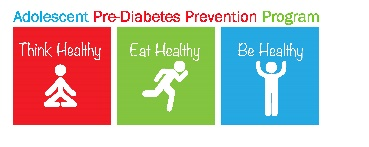 Adolescent Pre-Diabetes Prevention Program
Think Healthy
Eat Healthy
Be Healthy